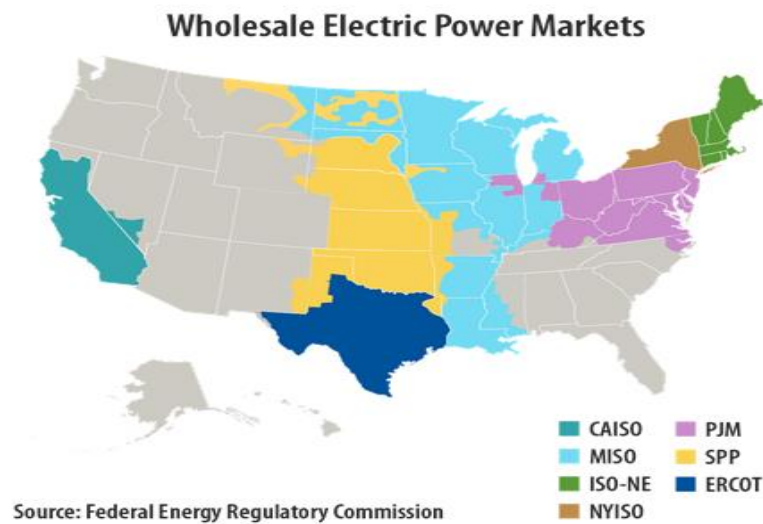 Wholesale Electric Power Markets
CAISO
MISO
ISO-NE
NYISO
PJM
SPP
ERCOT
Source: Federal Energy Regulatory Commission